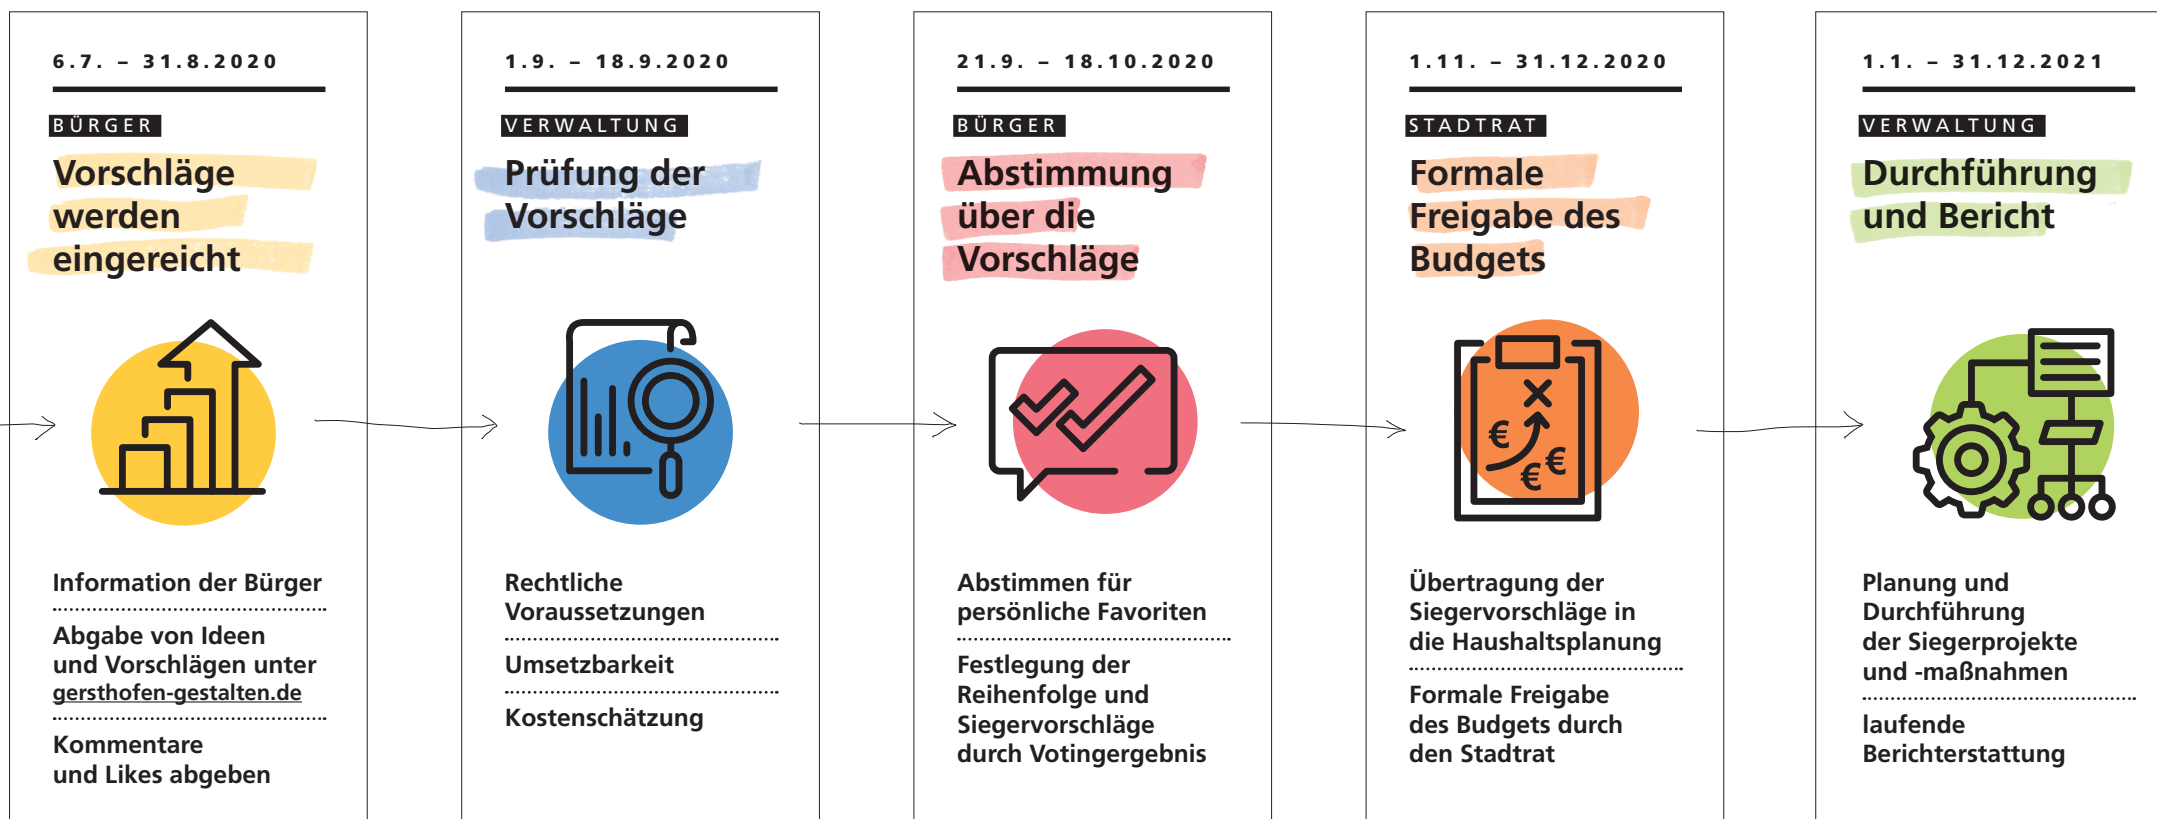 6.7. – 31.8.2020
BÜRGER
Vorschläge
werden
eingereicht
Information der Bürger
Abgabe von Ideen
und Vorschlägen unter
gersthofen-gestalten.de
Kommentare
und Likes abgeben
1.9. – 18.9.2020
VERWALTUNG
Prüfung der
Vorschläge
Rechtliche
Voraussetzungen
Umsetzbarkeit
Kostenschätzung
21.9. – 18.10.2020
BÜRGER
Abstimmung
über die
Vorschläge
Abstimmen für
persönliche Favoriten
Festlegung der
Reihenfolge und
Siegervorschläge
durch Votingergebnis
1.11. – 31.12.2020
STADTRAT
Formale
Freigabe des
Budgets
€
€ €
Übertragung der
Siegervorschläge in
die Haushaltsplanung
Formale Freigabe
des Budgets durch
den Stadtrat
1.1. – 31.12.2021
VERWALTUNG
Durchführung
und Bericht
Planung und
Durchführung
der Siegerprojekte
und -maßnahmen
laufende
Berichterstattung